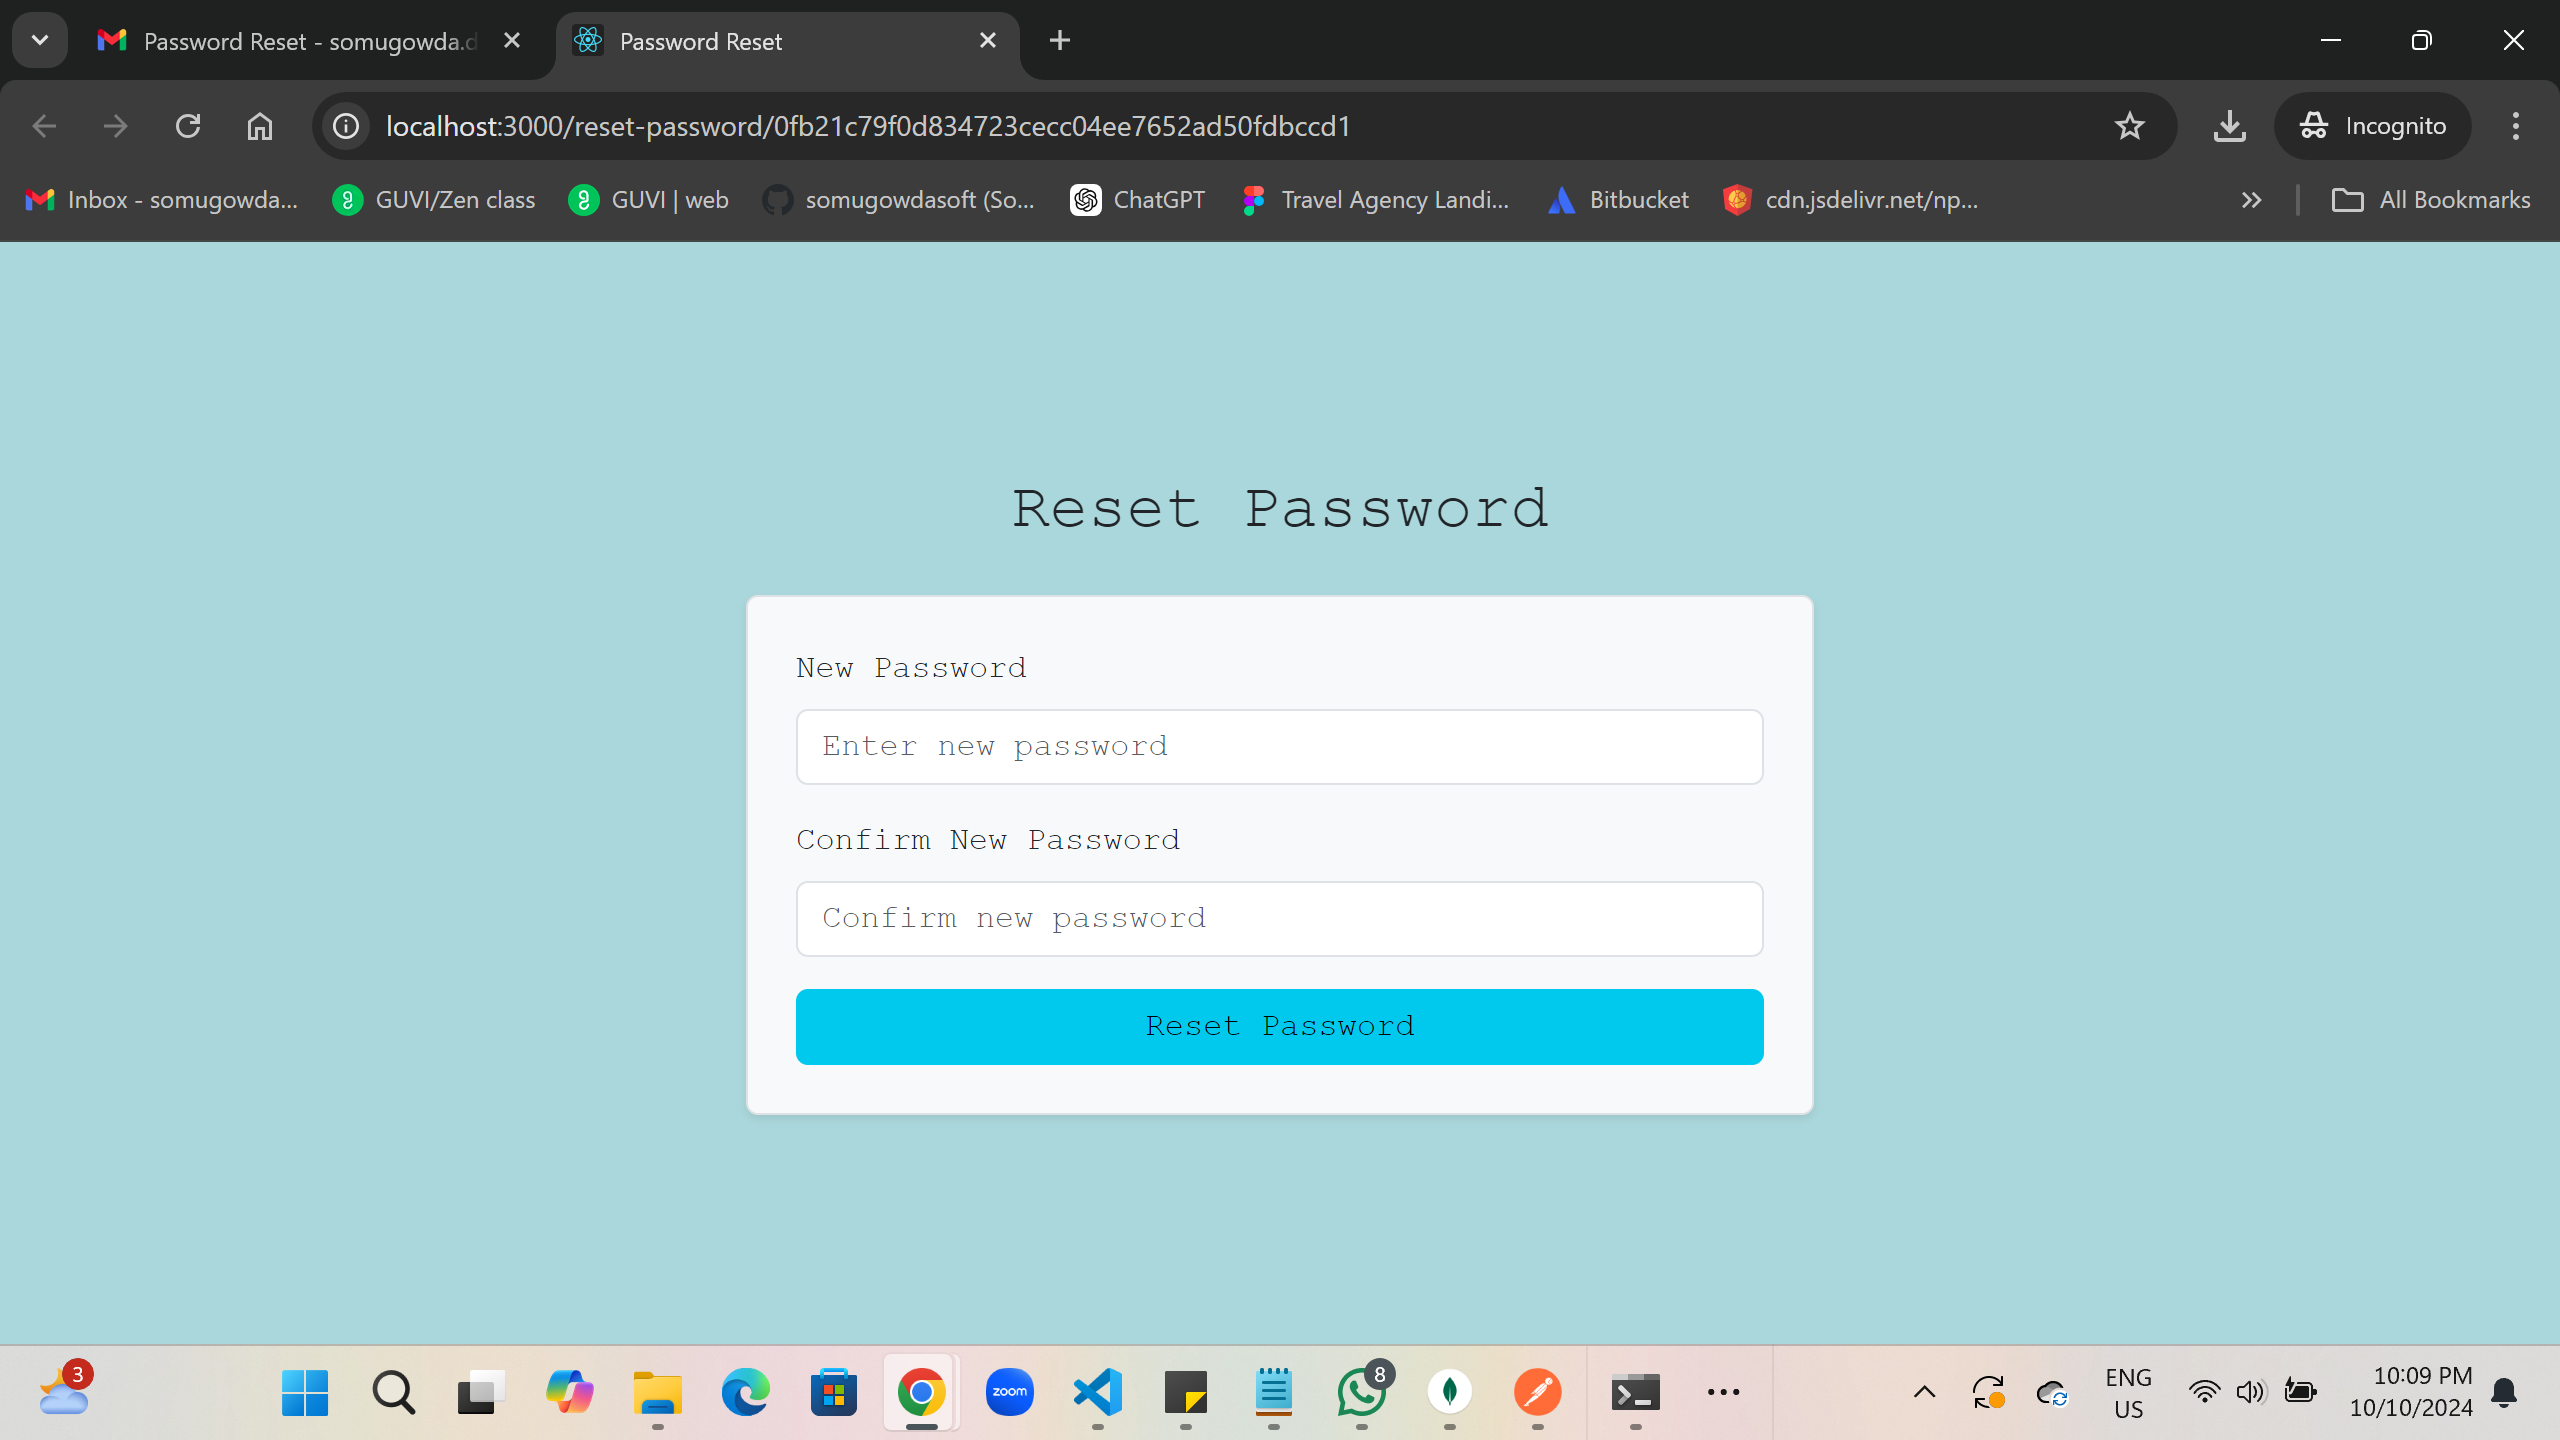 Password Reset - somugowda.d
Password Reset
localhost:3000/reset-password/0fb21c79f0d834723cecc04ee7652ad50fdbccd1
Incognito
Inbox - somugowda...
GUVI/Zen class
GUVI | web
somugowdasoft (So...
ChatGPT
Travel Agency Landi...
Bitbucket
cdn.jsdelivr.net/np...
All Bookmarks
Reset Password
New Password
Enter new password
Confirm New Password
Confirm new password
Reset Password
3
zoom
8
ENG
US
10:09 PM
10/10/2024